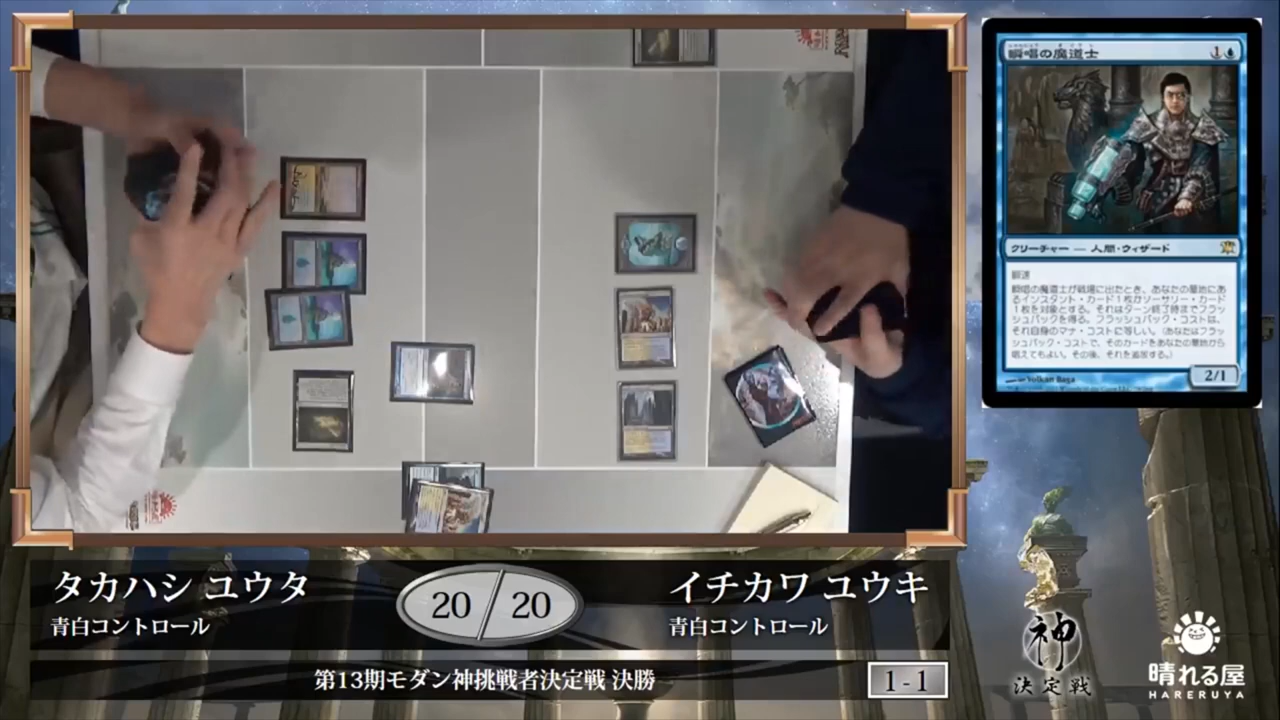 瞬唱の魔道士
クリーチャー — 人間・ウィザード
瞬速
瞬唱の魔道士が戦場に出たとき、あなたの墓地にあ
るインスタント・カード1枚かソーサリー・カード
1枚を対象とする。それはターン終了時までフラッ
シュバックを得る。フラッシュバック・コストは、
それ自身のマナ・コストに等しい。(あなたはフラッ
シュバック・コストで、そのカードをあなたの墓地から
唱えてもよい。その後、それを追放する。)
Volkan Baga
2/1
タカハシ ユウタ
青白コントロール
20 / 20
イチカワ ユウキ
青白コントロール
第13期モダン神挑戦者決定戦 決勝
1-1
神
決定戦
晴れる屋
HARERUYA